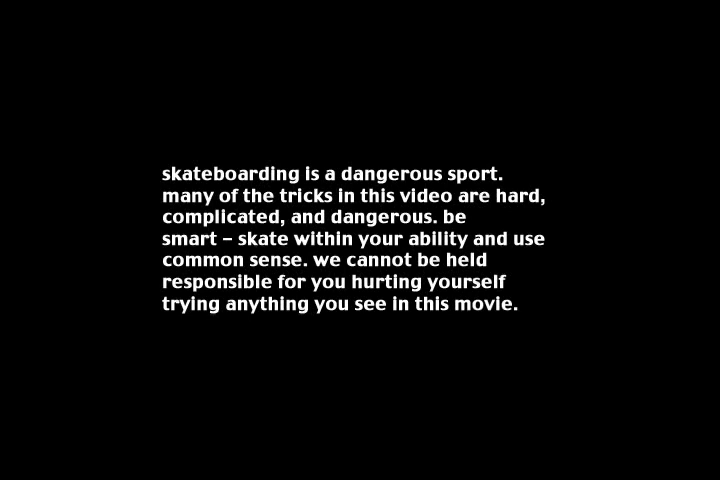 skateboarding is a dangerous sport.
many of the tricks in this video are hard,
complicated, and dangerous. be
smart – skate within your ability and use
common sense. we cannot be held
responsible for you hurting yourself
trying anything you see in this movie.